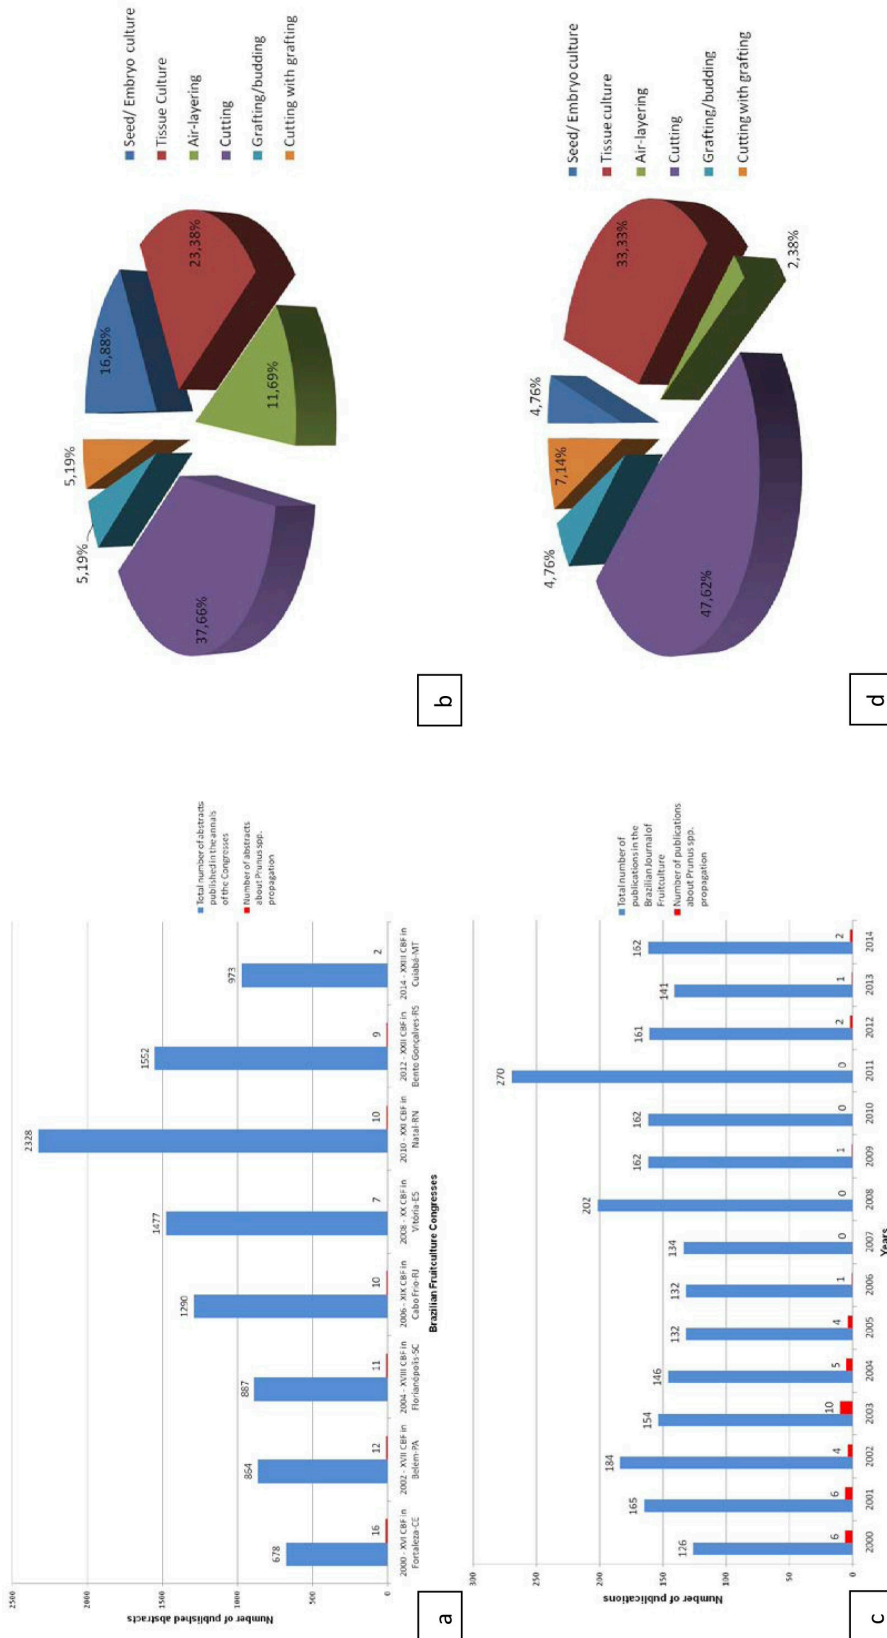 a
2500
2000
1500
1000
500
0
Number of published abstracts
678
16
864
12
887
11
1290
10
1477
7
2328
10
1552
9
973
2
2000 - XVI CBF in
Fortaleza-CE
2002 - XVII CBF in
Belém-PA
2004 - XVIII CBF in
Florianópolis-SC
2006 - XIX CBF in
Cabo Frio-RJ
2008 - XX CBF in
Vitória-ES
2010 - XXI CBF in
Natal-RN
2012 - XXII CBF in
Bento Gonçalves-RS
2014 - XXIII CBF in
Cuiabá-MT
Brazilian Fruitculture Congresses
Total number of abstracts
published in the annals
of the Congresses
Number of abstracts
about Prunus spp.
propagation
b
5,19%
5,19%
16,88%
23,38%
11,69%
37,66%
Seed/ Embryo culture
Tissue Culture
Air-layering
Cutting
Grafting/budding
Cutting with grafting
c
300
250
200
150
100
50
0
Number of publications
126
6
165
6
184
4
154
10
146
5
132
4
132
1
134
0
202
0
162
1
162
0
270
0
161
2
141
1
162
2
2000
2001
2002
2003
2004
2005
2006
2007
2008
2009
2010
2011
2012
2013
2014
Years
Total number of
publications in the
Brazilian Journal of
Fruitculture
Number of publications
about Prunus spp.
propagation
d
4,76%
7,14%
4,76%
33,33%
2,38%
47,62%
Seed/ Embryo culture
Tissue culture
Air-layering
Cutting
Grafting/budding
Cutting with grafting